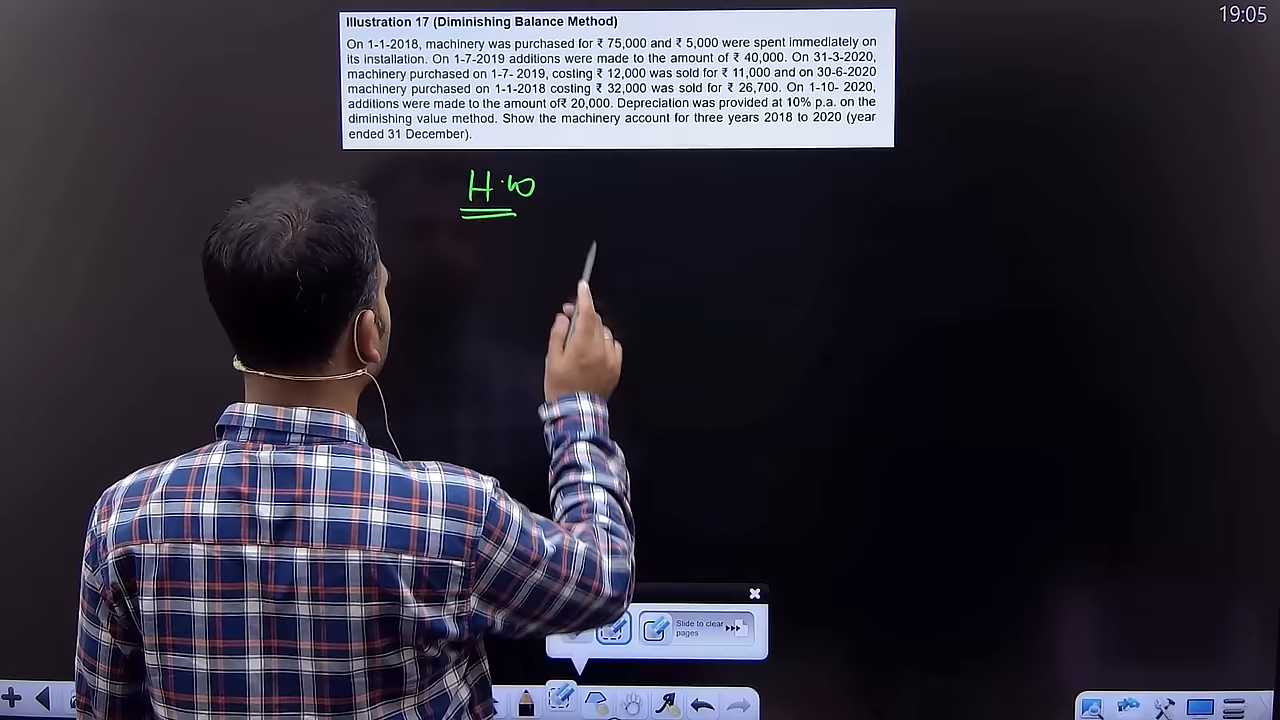 19:05
Illustration 17 (Diminishing Balance Method)
On 1-1-2018, machinery was purchased for ₹ 75,000 and ₹ 5,000 were spent immediately on
its installation. On 1-7-2019 additions were made to the amount of ₹ 40,000. On 31-3-2020,
machinery purchased on 1-7- 2019, costing ₹ 12,000 was sold for ₹ 11,000 and on 30-6-2020
machinery purchased on 1-1-2018 costing ₹ 32,000 was sold for ₹ 26,700. On 1-10- 2020,
additions were made to the amount of₹ 20,000. Depreciation was provided at 10% p.a. on the
diminishing value method. Show the machinery account for three years 2018 to 2020 (year
ended 31 December).
H.W
Slide to clear
pages